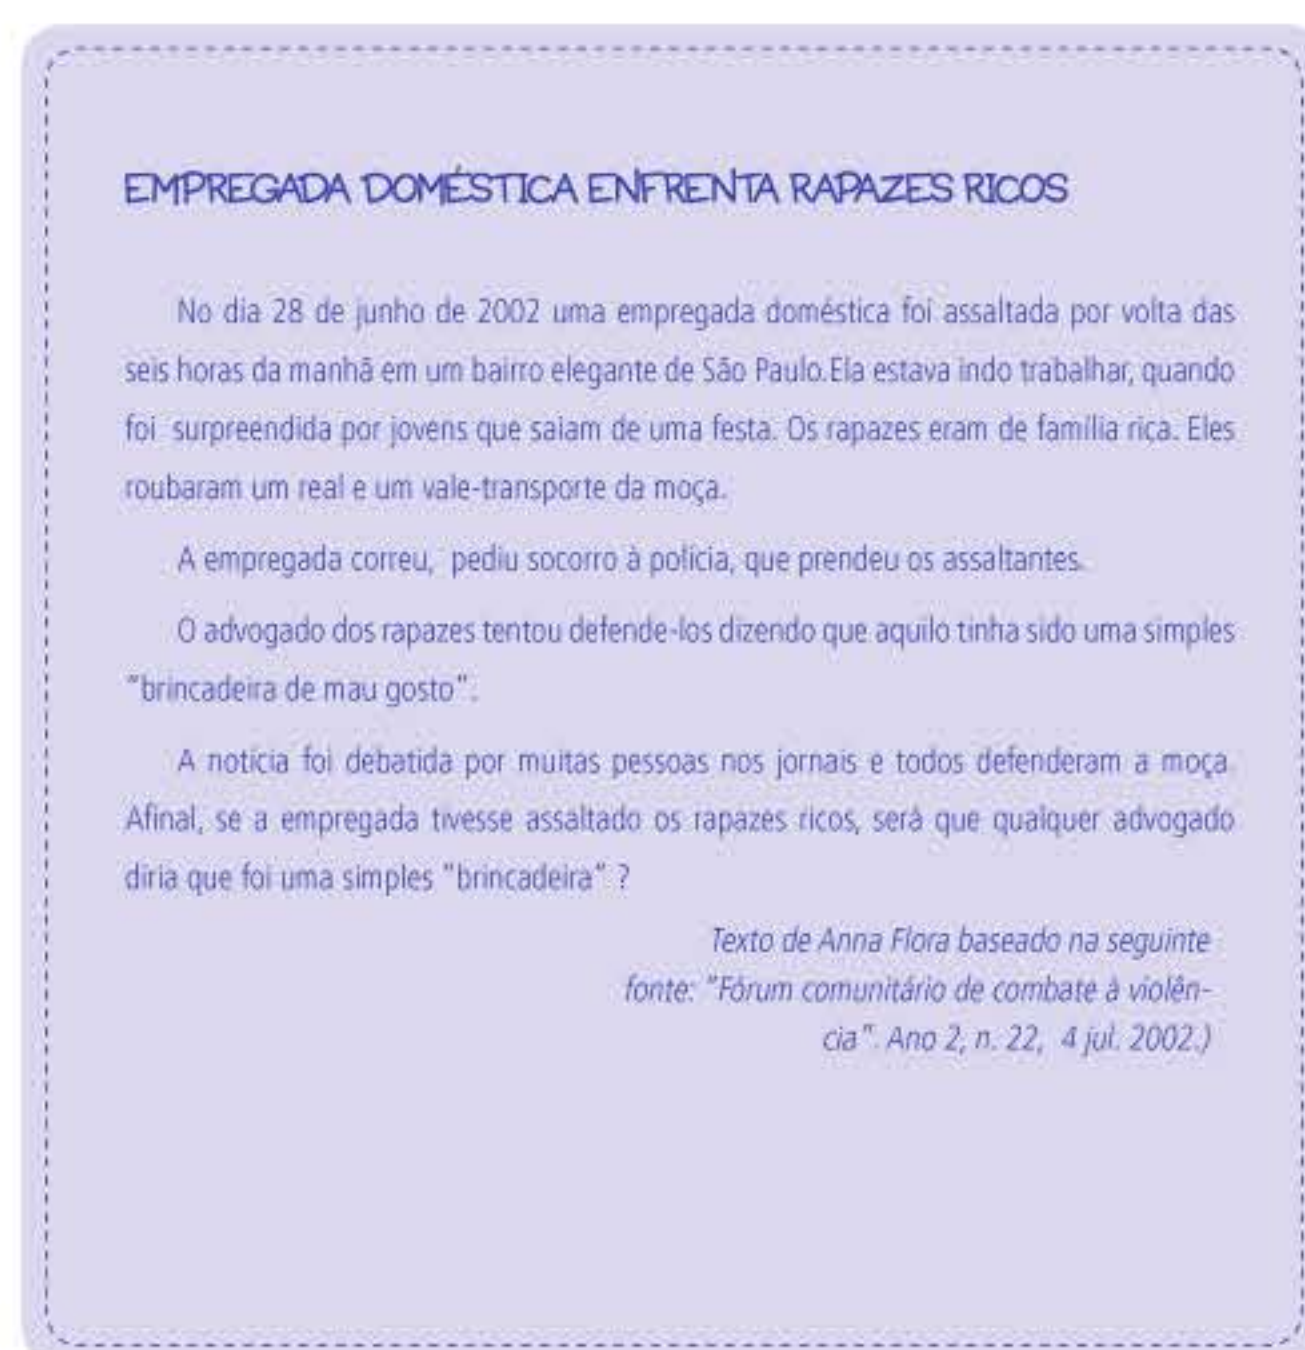 EMPREGADA DOMÉSTICA ENFRENTA RAPAZES RICOS
No dia 28 de junho de 2002 uma empregada doméstica foi assaltada por volta das
seis horas da manhã em um bairro elegante de São Paulo.Ela estava indo trabalhar, quando
foi surpreendida por jovens que saiam de uma festa. Os rapazes eram de família rica. Eles
roubaram um real e um vale-transporte da moça.
A empregada correu, pediu socorro à polícia, que prendeu os assaltantes.
O advogado dos rapazes tentou defende-los dizendo que aquilo tinha sido uma simples
"brincadeira de mau gosto".
A notícia foi debatida por muitas pessoas nos jornais e todos defenderam a moça.
Afinal, se a empregada tivesse assaltado os rapazes ricos, será que qualquer advogado
diria que foi uma simples "brincadeira" ?
Texto de Anna Flora baseado na seguinte
fonte: "Fórum comunitário de combate à violên-
cia". Ano 2, n. 22, 4 jul. 2002.)